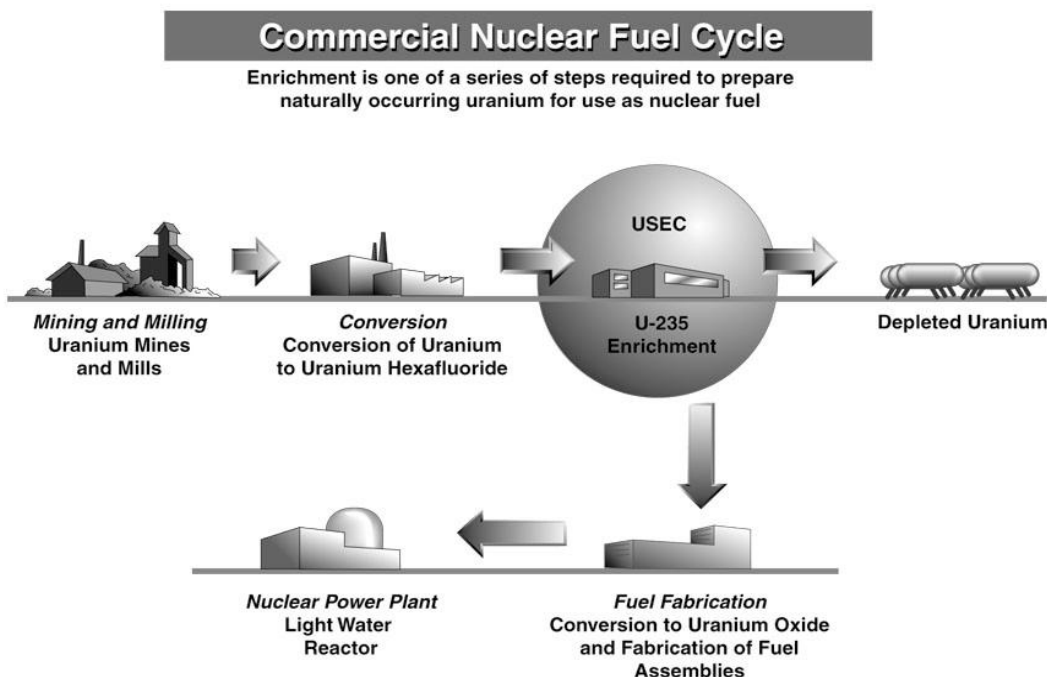 Commercial Nuclear Fuel Cycle
Enrichment is one of a series of steps required to prepare
naturally occurring uranium for use as nuclear fuel
USEC
Mining and Milling
Uranium Mines
and Mills
Conversion
Conversion of Uranium
to Uranium Hexafluoride
U-235
Enrichment
Depleted Uranium
Nuclear Power Plant
Light Water
Reactor
Fuel Fabrication
Conversion to Uranium Oxide
and Fabrication of Fuel
Assemblies